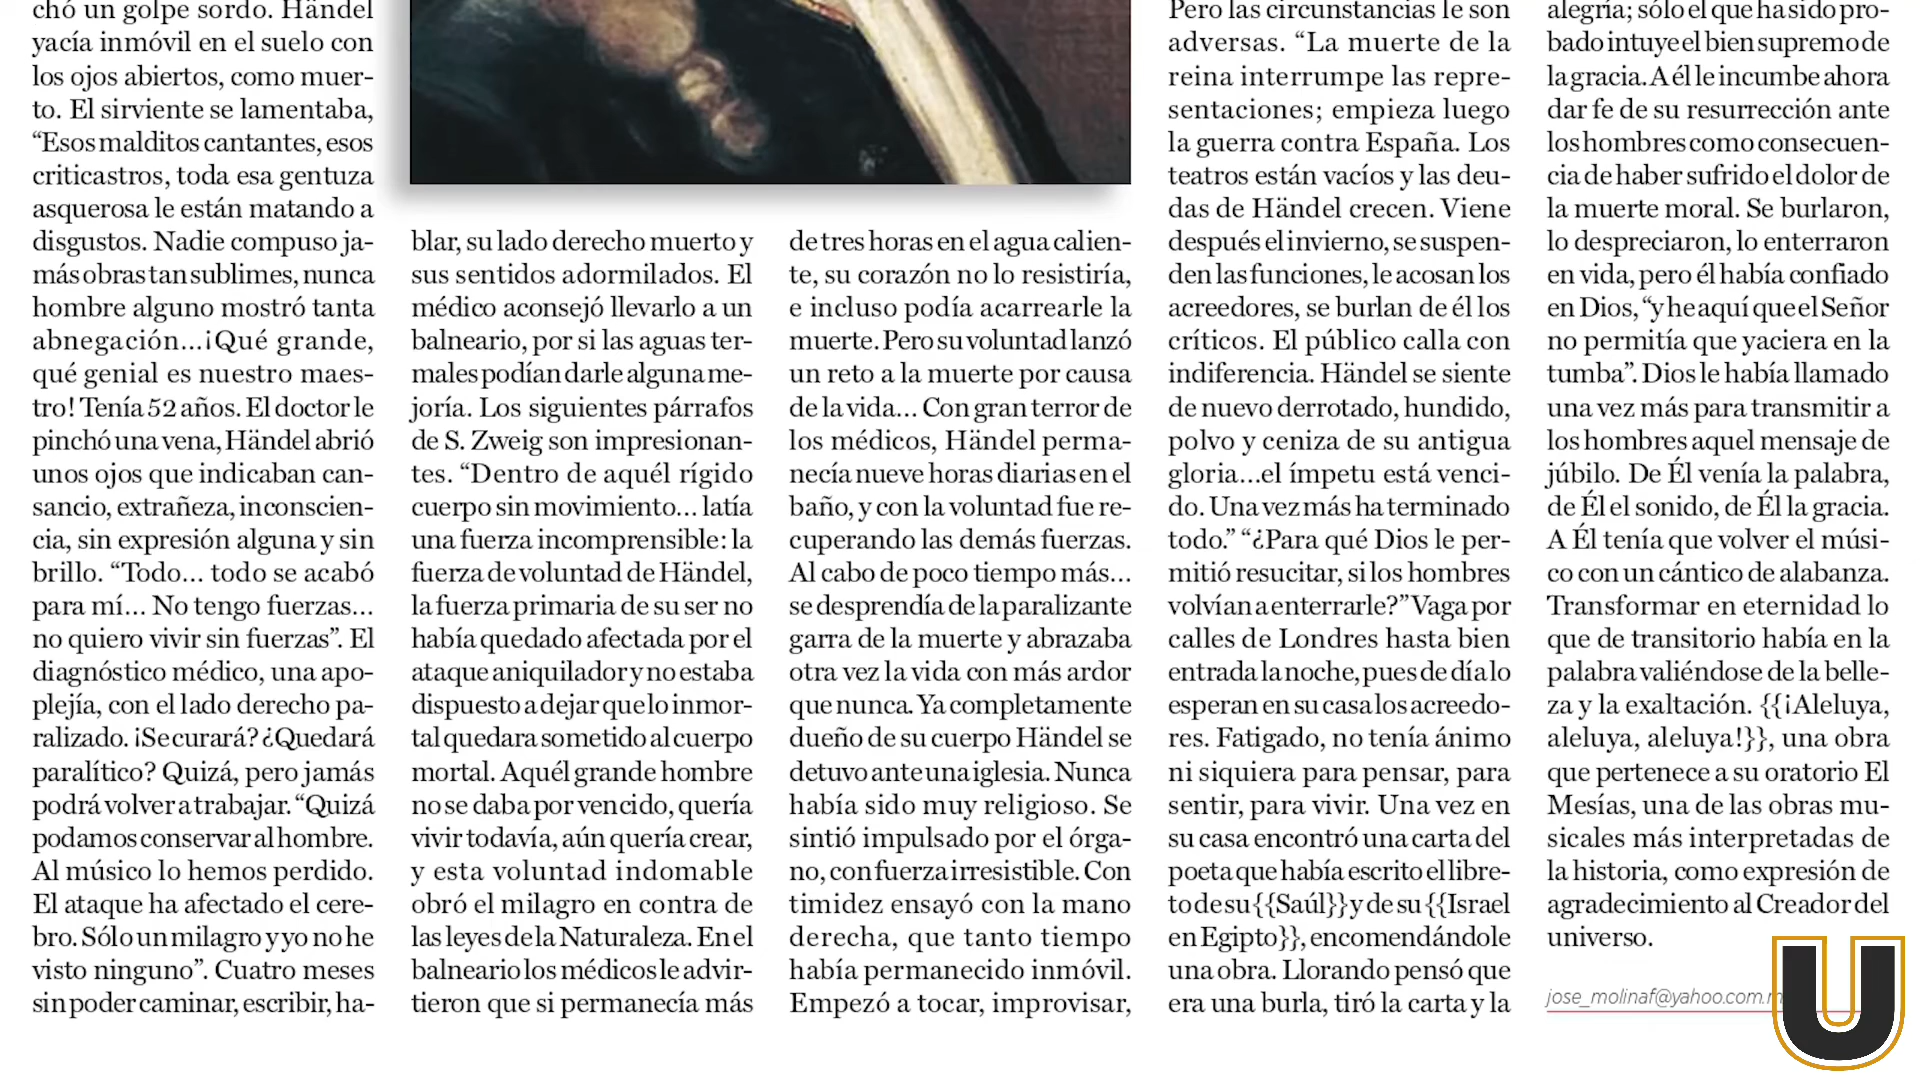 chó un golpe sordo. Händel
yacía inmóvil en el suelo con
los ojos abiertos, como muer-
to. El sirviente se lamentaba,
“Esos malditos cantantes, esos
criticastros, toda esa gentuza
asquerosa le están matando a
disgustos. Nadie compuso ja-
más obras tan sublimes, nunca
hombre alguno mostró tanta
abnegación...¡Qué grande,
qué genial es nuestro maes-
tro! Tenía 52 años. El doctor le
pinchó una vena, Händel abrió
unos ojos que indicaban can-
sancio, extrañeza, inconscien-
cia, sin expresión alguna y sin
brillo. “Todo... todo se acabó
para mí... No tengo fuerzas...
no quiero vivir sin fuerzas”. El
diagnóstico médico, una apo-
plejía, con el lado derecho pa-
ralizado. ¡Se curará? ¿Quedará
paralítico? Quizá, pero jamás
podrá volver a trabajar. “Quizá
podamos conservar al hombre.
Al músico lo hemos perdido.
El ataque ha afectado el cere-
bro. Sólo un milagro y yo no he
visto ninguno”. Cuatro meses
sin poder caminar, escribir, ha-
blar, su lado derecho muerto y
sus sentidos adormilados. El
médico aconsejó llevarlo a un
balneario, por si las aguas ter-
males podían darle alguna me-
joría. Los siguientes párrafos
de S. Zweig son impresionan-
tes. “Dentro de aquél rígido
cuerpo sin movimiento... latía
una fuerza incomprensible: la
fuerza de voluntad de Händel,
la fuerza primaria de su ser no
había quedado afectada por el
ataque aniquilador y no estaba
dispuesto a dejar que lo inmor-
tal quedara sometido al cuerpo
mortal. Aquél grande hombre
no se daba por vencido, quería
vivir todavía, aún quería crear,
y esta voluntad indomable
obró el milagro en contra de
las leyes de la Naturaleza. En el
balneario los médicos le advir-
tieron que si permanecía más
de tres horas en el agua calien-
te, su corazón no lo resistiría,
e incluso podía acarrearle la
muerte. Pero su voluntad lanzó
un reto a la muerte por causa
de la vida... Con gran terror de
los médicos, Händel perma-
necía nueve horas diarias en el
baño, y con la voluntad fue re-
cuperando las demás fuerzas.
Al cabo de poco tiempo más...
se desprendía de la paralizante
garra de la muerte y abrazaba
otra vez la vida con más ardor
que nunca. Ya completamente
dueño de su cuerpo Händel se
detuvo ante una iglesia. Nunca
había sido muy religioso. Se
sintió impulsado por el órga-
no, con fuerza irresistible. Con
timidez ensayó con la mano
derecha, que tanto tiempo
había permanecido inmóvil.
Empezó a tocar, improvisar,
Pero las circunstancias le son
adversas. “La muerte de la
reina interrumpe las repre-
sentaciones; empieza luego
la guerra contra España. Los
teatros están vacíos y las deu-
das de Händel crecen. Viene
después el invierno, se suspen-
den las funciones, le acosan los
acreedores, se burlan de él los
críticos. El público calla con
indiferencia. Händel se siente
de nuevo derrotado, hundido,
polvo y ceniza de su antigua
gloria...el ímpetu está venci-
do. Una vez más ha terminado
todo.” “¿Para qué Dios le per-
mitió resucitar, si los hombres
volvían a enterrarle?” Vaga por
calles de Londres hasta bien
entrada la noche, pues de día lo
esperan en su casa los acreedo-
res. Fatigado, no tenía ánimo
ni siquiera para pensar, para
sentir, para vivir. Una vez en
su casa encontró una carta del
poeta que había escrito el libre-
to de su {{Saúl}} y de su {{Israel
en Egipto}}, encomendándole
una obra. Llorando pensó que
era una burla, tiró la carta y la
alegría; sólo el que ha sido pro-
bado intuye el bien supremo de
la gracia. A él le incumbe ahora
dar fe de su resurrección ante
los hombres como consecuen-
cia de haber sufrido el dolor de
la muerte moral. Se burlaron,
lo despreciaron, lo enterraron
en vida, pero él había confiado
en Dios, “y he aquí que el Señor
no permitía que yaciera en la
tumba”. Dios le había llamado
una vez más para transmitir a
los hombres aquel mensaje de
júbilo. De Él venía la palabra,
de Él el sonido, de Él la gracia.
A Él tenía que volver el músi-
co con un cántico de alabanza.
Transformar en eternidad lo
que de transitorio había en la
palabra valiéndose de la belle-
za y la exaltación. {{¡Aleluya,
aleluya, aleluya!}}, una obra
que pertenece a su oratorio El
Mesías, una de las obras mu-
sicales más interpretadas de
la historia, como expresión de
agradecimiento al Creador del
universo.
jose_molinaf@yahoo.com.m
U